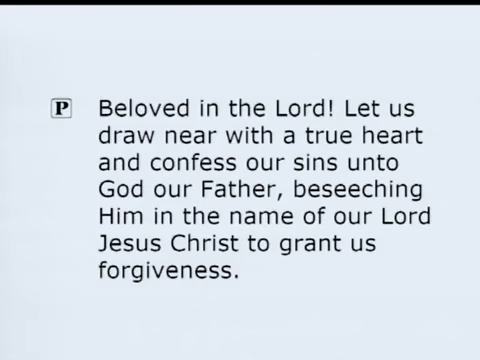 P Beloved in the Lord! Let us
draw near with a true heart
and confess our sins unto
God our Father, beseeching
Him in the name of our Lord
Jesus Christ to grant us
forgiveness.